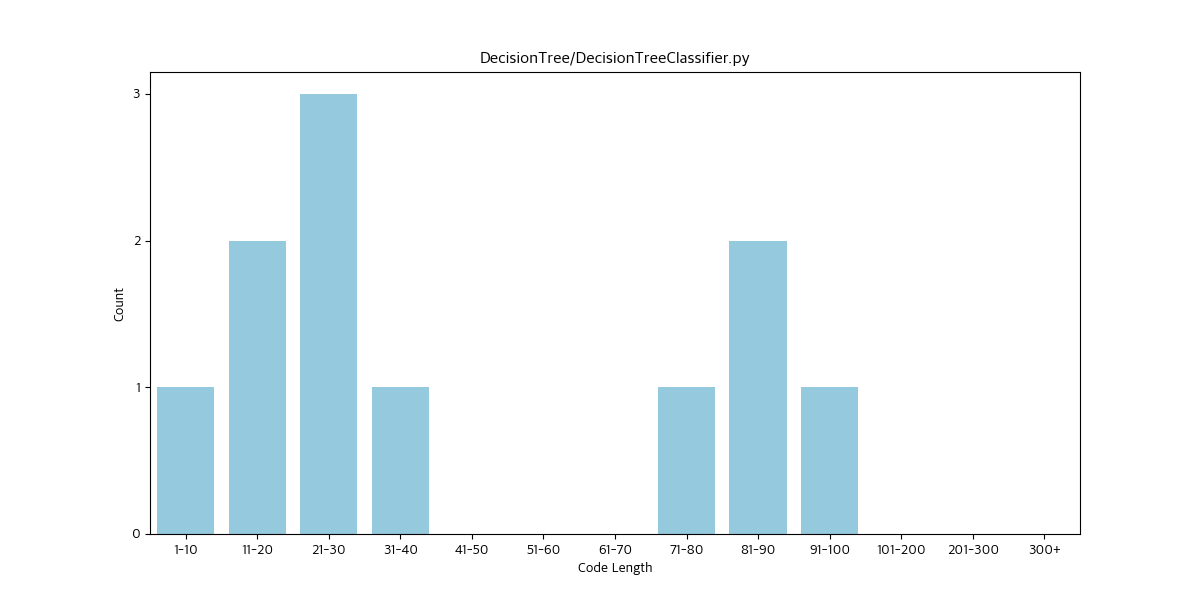 DecisionTree/DecisionTreeClassifier.py
Count
3
2
1
0
1-10 11-20 21-30 31-40 41-50 51-60 61-70 71-80 81-90 91-100 101-200 201-300 300+
Code Length